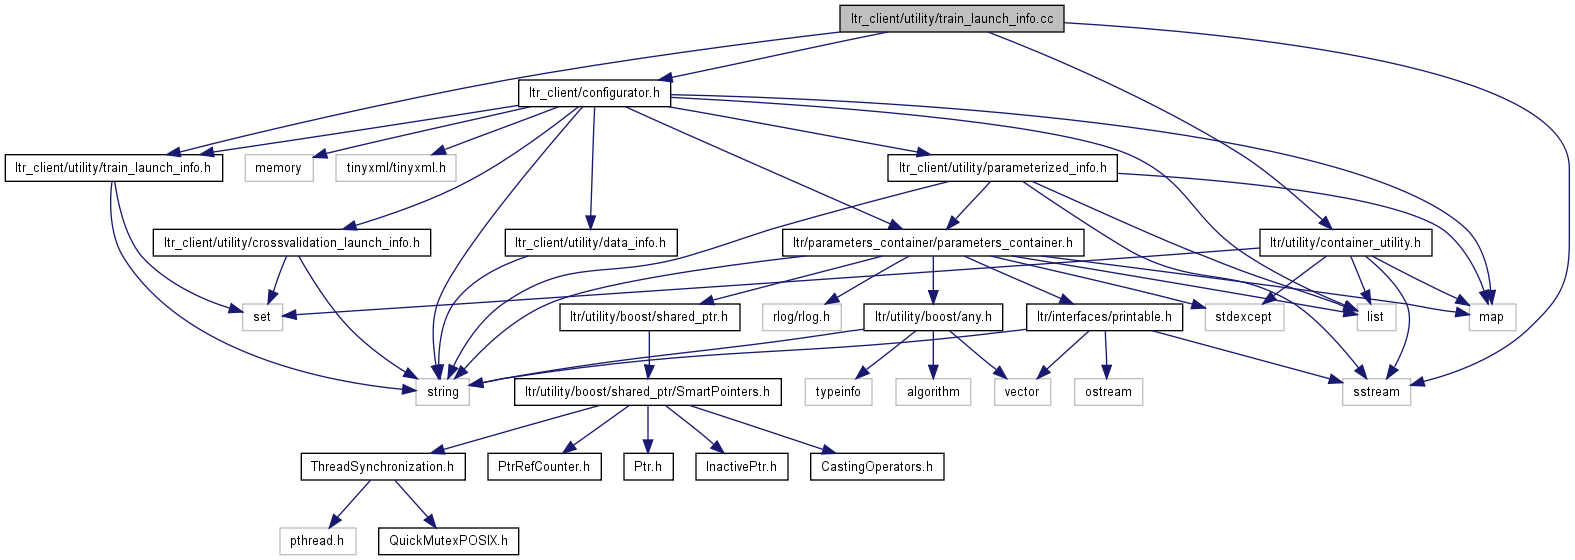 ltr_client/utility/train_launch_info.cc
ltr_client/configurator.h
ltr_client/utility/train_launch_info.h
memory
tinyxml/tinyxml.h
ltr_client/utility/parameterized_info.h
ltr_client/utility/crossvalidation_launch_info.h
ltr_client/utility/data_info.h
ltr/parameters_container/parameters_container.h
ltr/utility/container_utility.h
set
ltr/utility/boost/shared_ptr.h
rlog/rlog.h
ltr/utility/boost/any.h
ltr/interfaces/printable.h
stdexcept
list
map
string
ltr/utility/boost/shared_ptr/SmartPointers.h
typeinfo
algorithm
vector
ostream
sstream
ThreadSynchronization.h
PtrRefCounter.h
Ptr.h
InactivePtr.h
CastingOperators.h
pthread.h
QuickMutexPOSIX.h